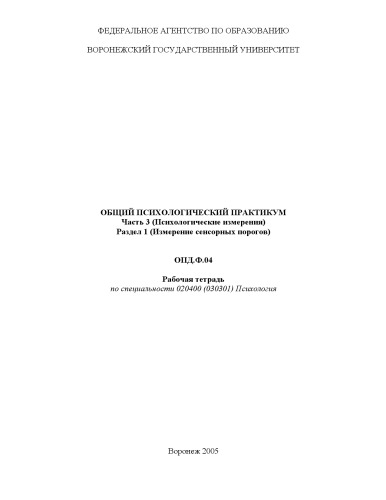 ФЕДЕРАЛЬНОЕ АГЕНТСТВО ПО ОБРАЗОВАНИЮ
ВОРОНЕЖСКИЙ ГОСУДАРСТВЕННЫЙ УНИВЕРСИТЕТ
ОБЩИЙ ПСИХОЛОГИЧЕСКИЙ ПРАКТИКУМ
Часть 3 (Психологические измерения)
Раздел 1 (Измерение сенсорных порогов)
ОПД.Ф.04
Рабочая тетрадь
по специальности 020400 (030301) Психология
Воронеж 2005